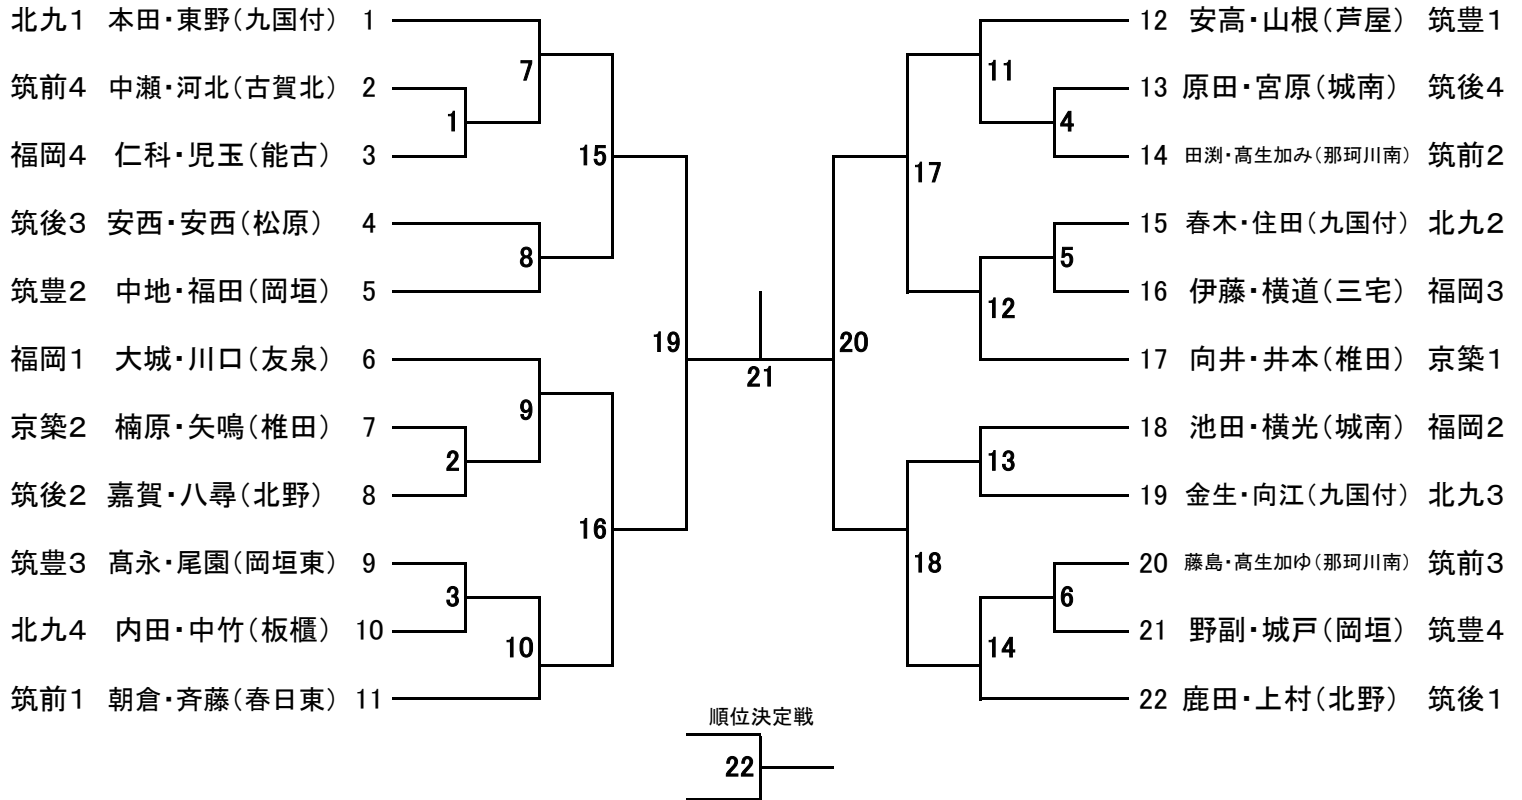 北九1 本田・東野(九国付) 1
筑前4 中瀬・河北(古賀北) 2
福岡4 仁科・児玉(能古) 3
筑後3 安西・安西(松原) 4
筑豊2 中地・福田(岡垣) 5
福岡1 大城・川口(友泉) 6
京築2 楠原・矢鳴(椎田) 7
筑後2 嘉賀・八尋(北野) 8
筑豊3 髙永・尾園(岡垣東) 9
北九4 内田・中竹(板櫃) 10
筑前1 朝倉・斉藤(春日東) 11
7
1
15
8
19
9
2
16
3
10
21
順位決定戦
22
12 安高・山根(芦屋) 筑豊1
13 原田・宮原(城南) 筑後4
14 田渕・髙生加み(那珂川南) 筑前2
15 春木・住田(九国付) 北九2
16 伊藤・横道(三宅) 福岡3
17 向井・井本(椎田) 京築1
18 池田・横光(城南) 福岡2
19 金生・向江(九国付) 北九3
20 藤島・髙生加ゆ(那珂川南) 筑前3
21 野副・城戸(岡垣) 筑豊4
22 鹿田・上村(北野) 筑後1
11
4
17
5
12
20
13
18
6
14